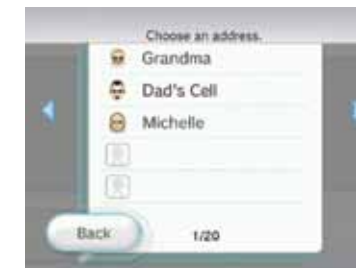 Choose an address.
Grandma
Dad's Cell
Michelle
Back
1/20